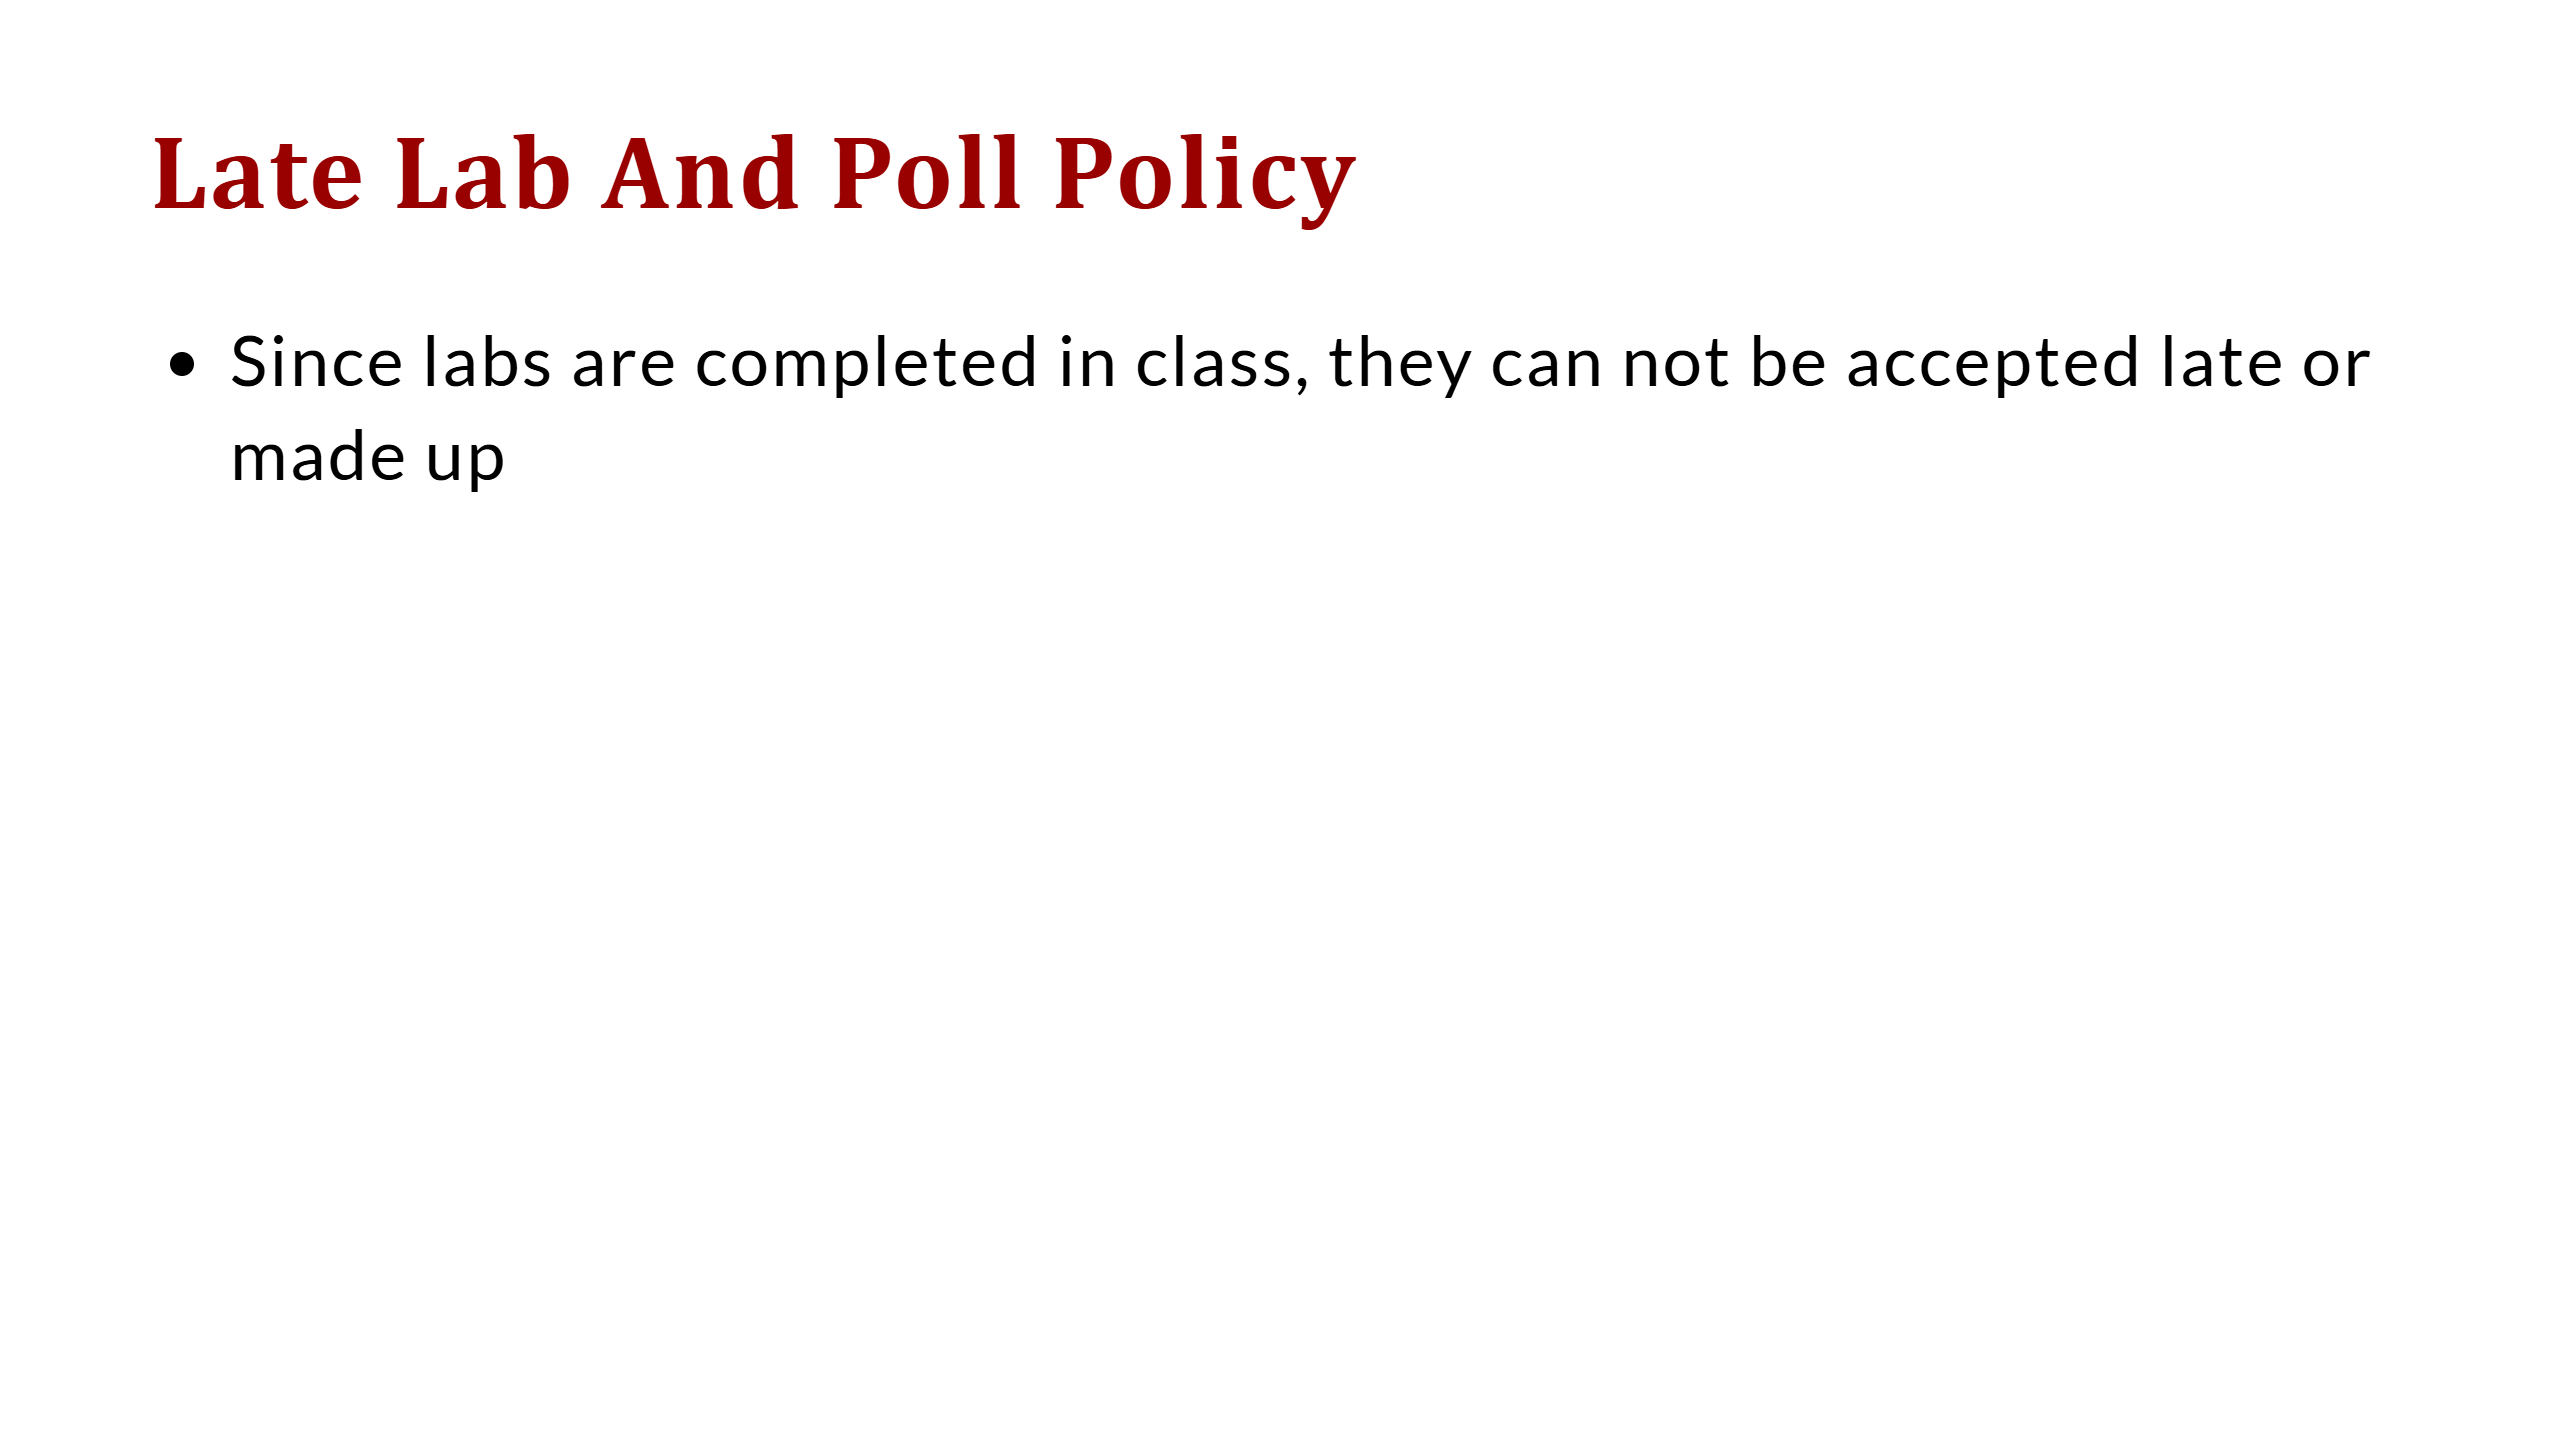 Late Lab And Poll Policy
• Since labs are completed in class, they can not be accepted late or
made up